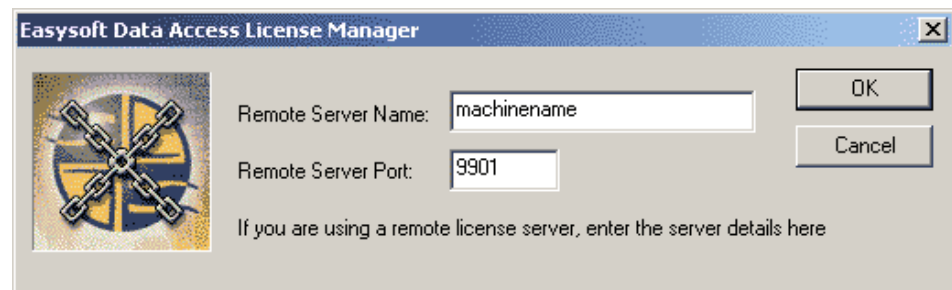 Easysoft Data Access License Manager
Remote Server Name: machinename
OK
Remote Server Port: 9901
Cancel
If you are using a remote license server, enter the server details here